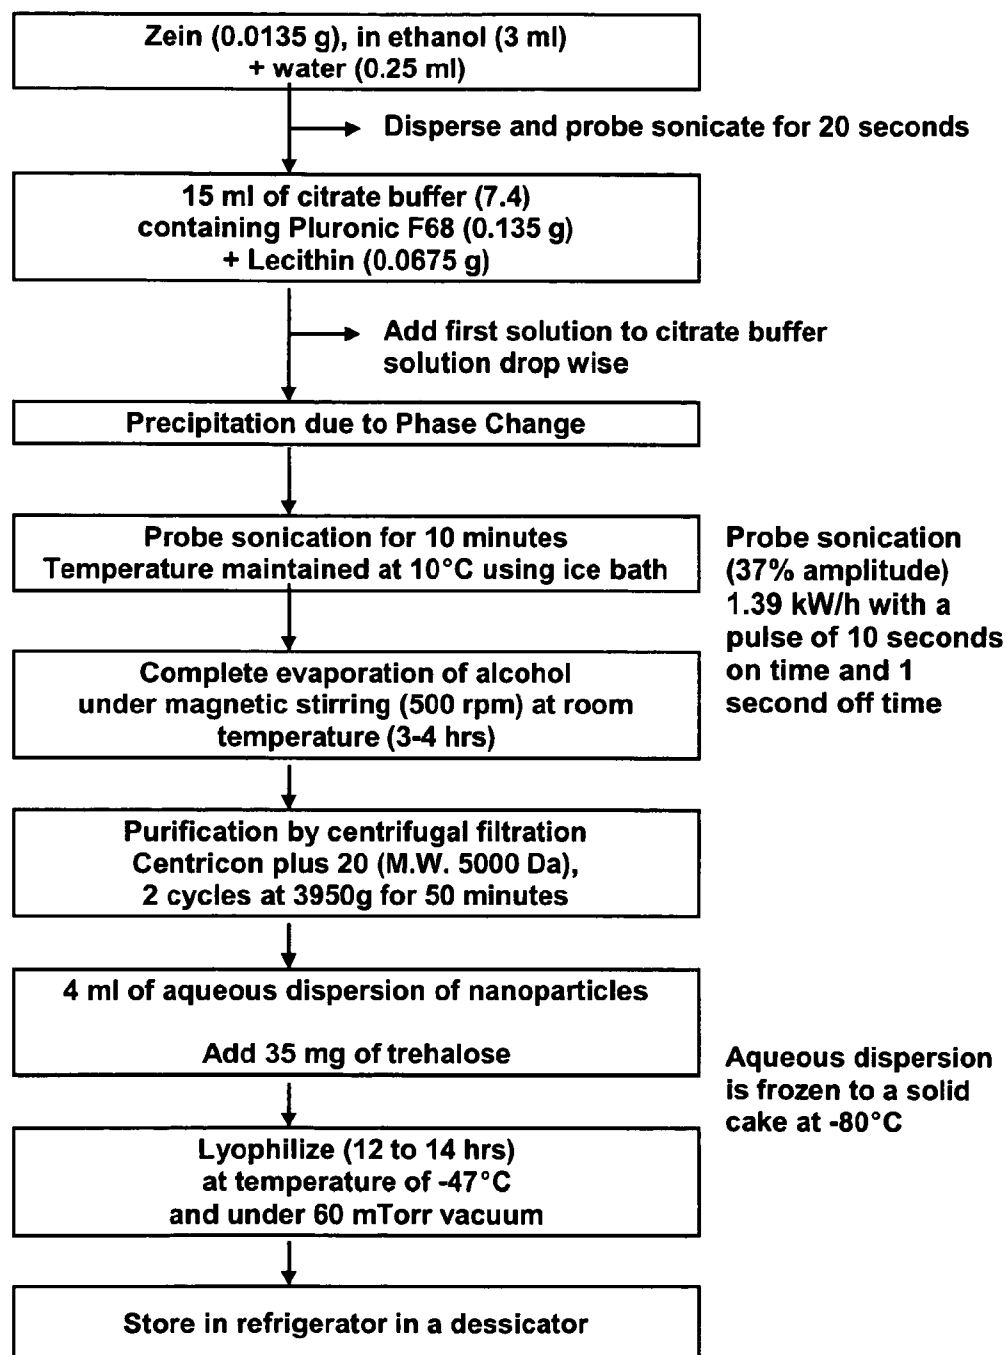 Zein (0.0135 g), in ethanol (3 ml)
+ water (0.25 ml)
Disperse and probe sonicate for 20 seconds
15 ml of citrate buffer (7.4)
containing Pluronic F68 (0.135 g)
+ Lecithin (0.0675 g)
Add first solution to citrate buffer
solution drop wise
Precipitation due to Phase Change
Probe sonication for 10 minutes
Temperature maintained at 10°C using ice bath
Probe sonication
(37% amplitude)
1.39 kW/h with a
pulse of 10 seconds
on time and 1
second off time
Complete evaporation of alcohol
under magnetic stirring (500 rpm) at room
temperature (3-4 hrs)
Purification by centrifugal filtration
Centricon plus 20 (M.W. 5000 Da),
2 cycles at 3950g for 50 minutes
4 ml of aqueous dispersion of nanoparticles
Add 35 mg of trehalose
Aqueous dispersion
is frozen to a solid
cake at -80°C
Lyophilize (12 to 14 hrs)
at temperature of -47°C
and under 60 mTorr vacuum
Store in refrigerator in a dessicator